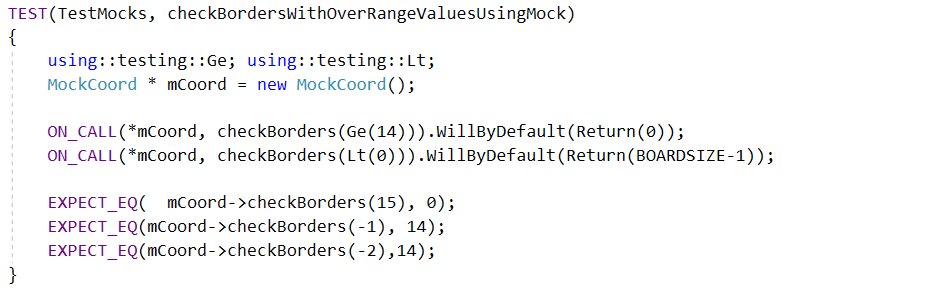 TEST(TestMocks, checkBordersWithOverRangeValuesUsingMock)
{
using::testing::Ge; using::testing::Lt;
MockCoord * mCoord = new MockCoord();
ON_CALL(*mCoord, checkBorders(Ge(14))).WillByDefault(Return(0));
ON_CALL(*mCoord, checkBorders(Lt(0))).WillByDefault(Return(BOARDSIZE-1));
EXPECT_EQ(  mCoord->checkBorders(15), 0);
EXPECT_EQ(mCoord->checkBorders(-1), 14);
EXPECT_EQ(mCoord->checkBorders(-2),14);
}